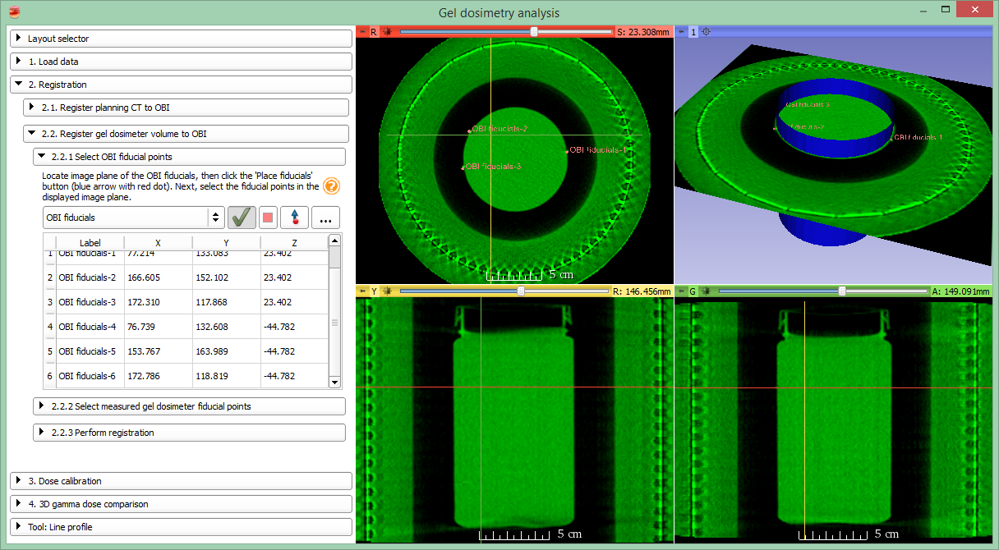 Gel dosimetry analysis
Layout selector
1. Load data
2. Registration
2.1. Register planning CT to OBI
2.2. Register gel dosimeter volume to OBI
2.2.1 Select OBI fiducial points
Locate image plane of the OBI fiducials, then click the 'Place fiducials'
button (blue arrow with red dot). Next, select the fiducial points in the
displayed image plane.
?
OBI fiducials
...
Label X Y Z
1 OBI fiducials-1 77.214 133.083 23.402
2 OBI fiducials-2 166.605 152.102 23.402
3 OBI fiducials-3 172.310 117.868 23.402
4 OBI fiducials-4 76.739 132.608 -44.782
5 OBI fiducials-5 153.767 163.989 -44.782
6 OBI fiducials-6 172.786 118.819 -44.782
2.2.2 Select measured gel dosimeter fiducial points
2.2.3 Perform registration
3. Dose calibration
4. 3D gamma dose comparison
Tool: Line profile
R S: 23.308mm
OBI fiducials-2
OBI fiducials-1
OBI fiducials-3
5 cm
1
OBI fiducials-3
fiducials-2
OBI fiducials-1
Y R: 146.456mm
5 cm
G A: 149.091mm
5 cm